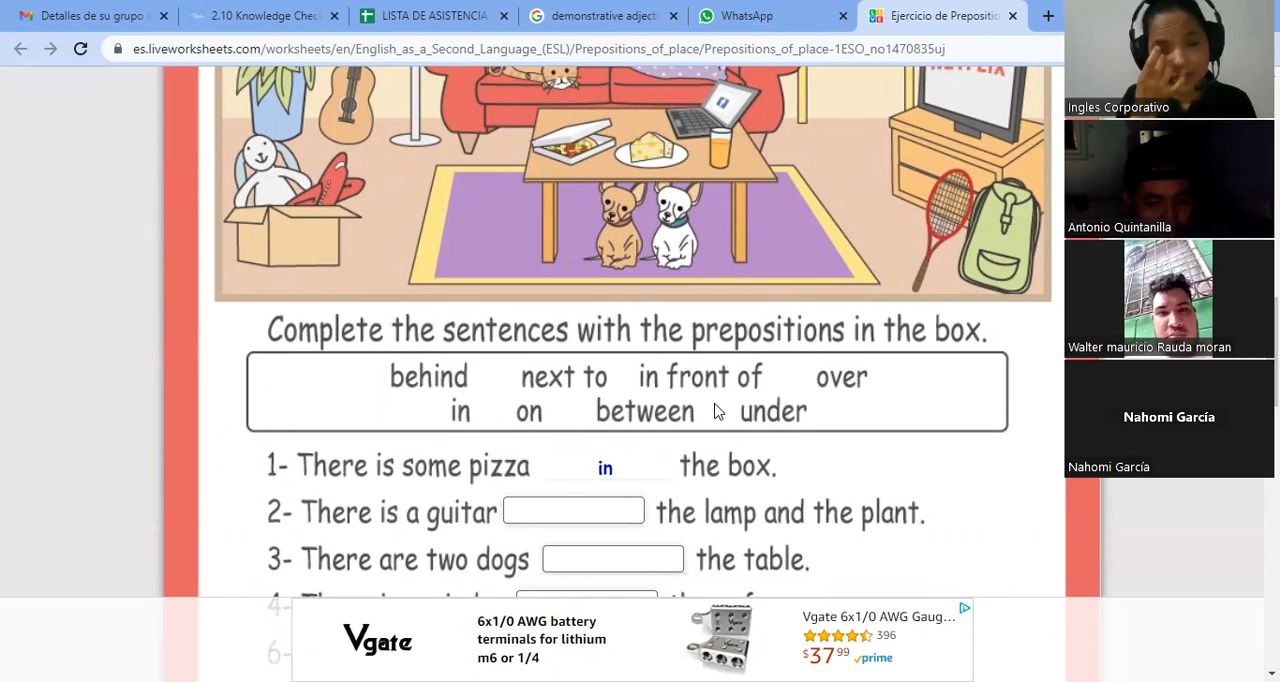 Detalles de su grupo a
2.10 Knowledge Chec
LISTA DE ASISTENCIA
demonstrative adject
WhatsApp
Ejercicio de Prepositio
es.liveworksheets.com/worksheets/en/English_as_a_Second_Language_(ESL)/Prepositions_of_place/Prepositions_of_place-1ESO_no1470835uj
NETFLIX
Ingles Corporativo
Antonio Quintanilla
Walter mauricio Rauda moran
Nahomi García
Nahomi García
Complete the sentences with the prepositions in the box.
behind next to in front of over
in on between under
1- There is some pizza in the box.
2- There is a guitar the lamp and the plant.
3- There are two dogs the table.
4-
6-
Vgate
6x1/0 AWG battery
terminals for lithium
m6 or 1/4
Vgate 6x1/0 AWG Gaug...
396
$37.99 prime